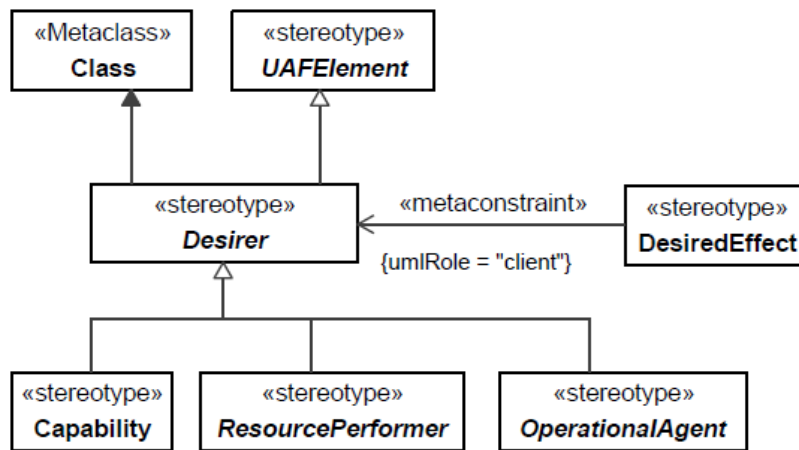 «Metaclass»
Class
«stereotype»
UAFElement
«stereotype»
Desirer
«metaconstraint»
{umlRole = "client"}
«stereotype»
DesiredEffect
«stereotype»
Capability
«stereotype»
ResourcePerformer
«stereotype»
OperationalAgent